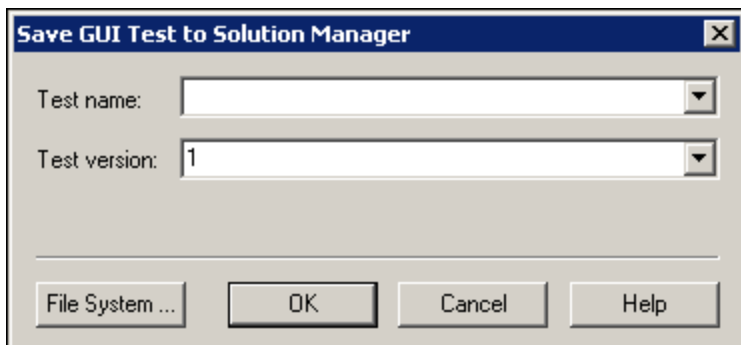 Save GUI Test to Solution Manager
Test name:
Test version: 1
File System ... OK Cancel Help